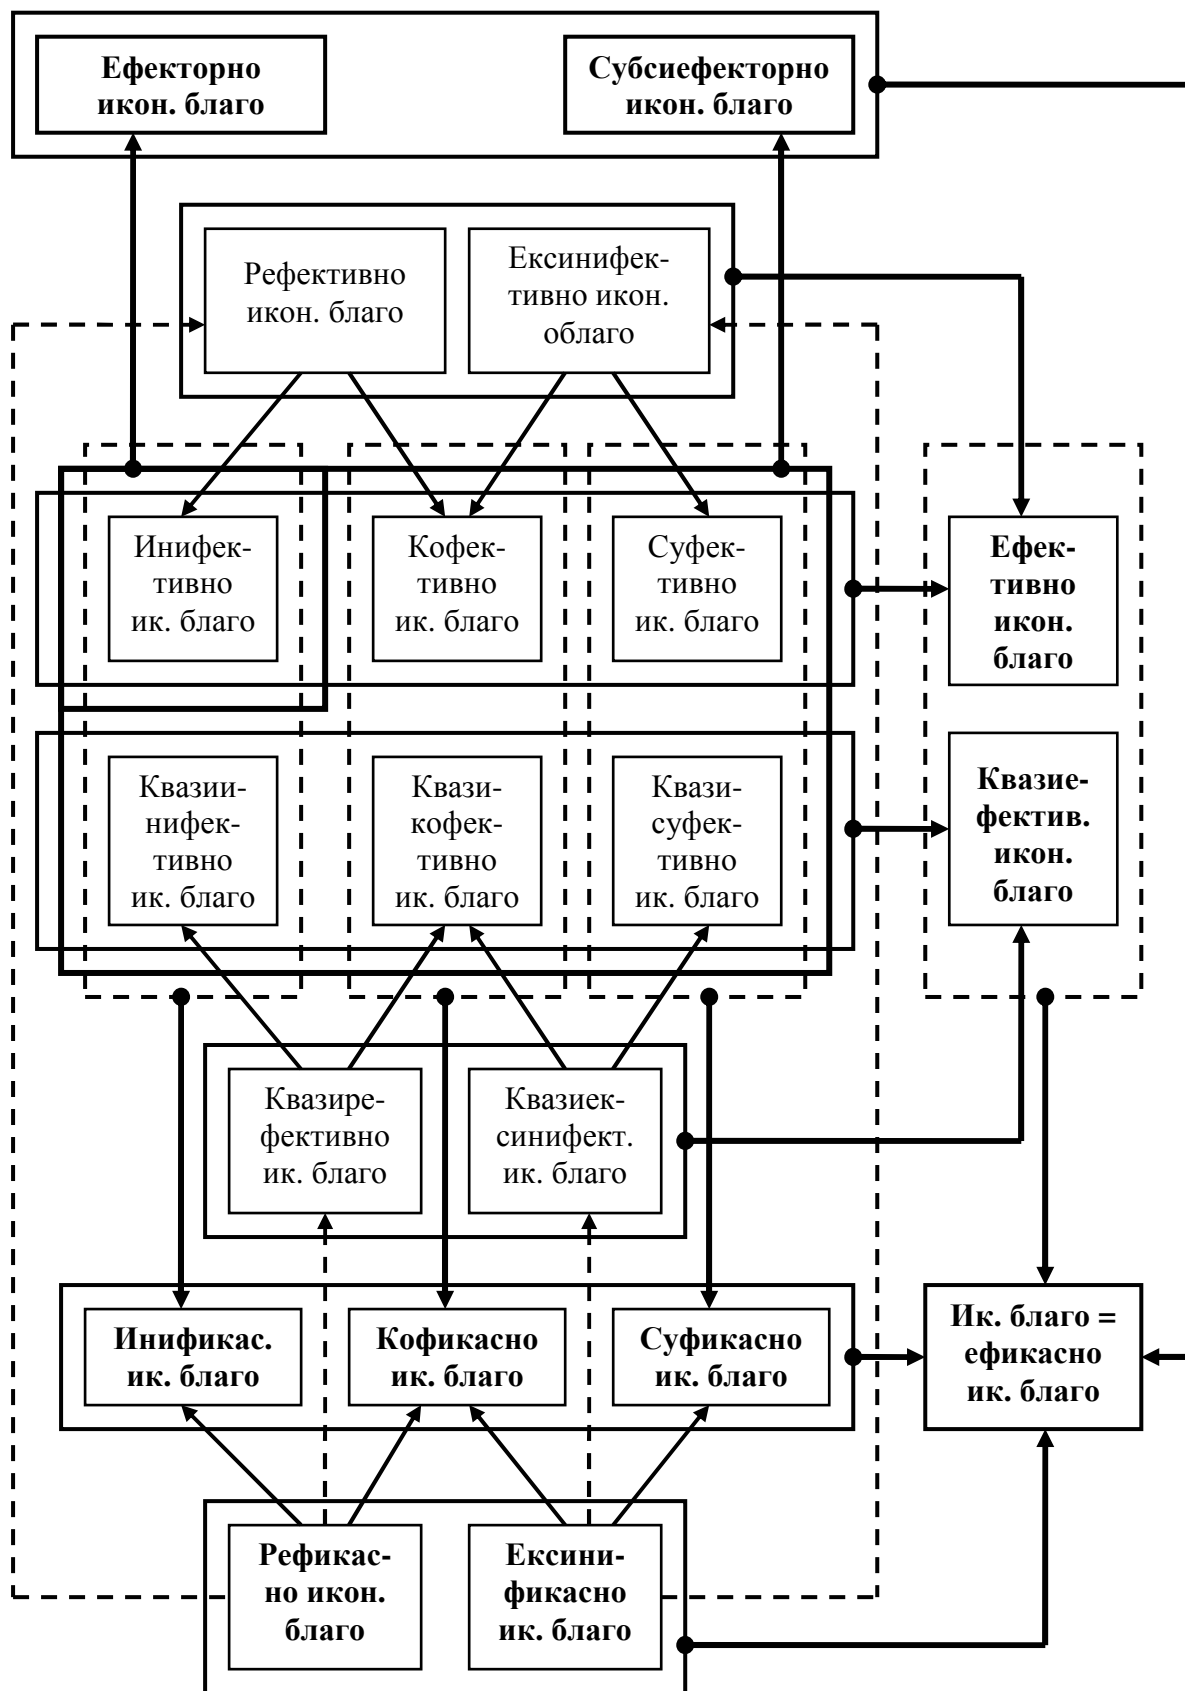 Ефекторно
икон. благо
Субсиефекторно
икон. благо
Рефективно
икон. благо
Ексинифек-
тивно икон.
облаго
Инифек-
тивно
ик. благо
Кофек-
тивно
ик. благо
Суфек-
тивно
ик. благо
Ефек-
тивно
икон.
благо
Квазии-
нифек-
тивно
ик. благо
Квази-
кофек-
тивно
ик. благо
Квази-
суфек-
тивно
ик. благо
Квазие-
фектив.
икон.
благо
Квазире-
фективно
ик. благо
Квазиек-
синифект.
ик. благо
Инификас.
ик. благо
Кофикасно
ик. благо
Суфикасно
ик. благо
Ик. благо =
ефикасно
ик. благо
Рефикас-
но икон.
благо
Ексини-
фикасно
ик. благо